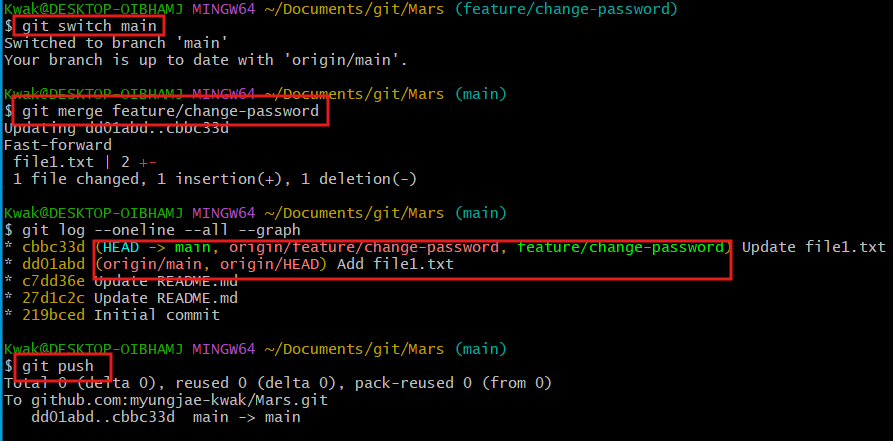 Kwak@DESKTOP-OIBHAMJ MINGW64 ~/Documents/git/Mars (feature/change-password)
$ git switch main
Switched to branch 'main'
Your branch is up to date with 'origin/main'.
Kwak@DESKTOP-OIBHAMJ MINGW64 ~/Documents/git/Mars (main)
$ git merge feature/change-password
Updating dd01abd..cbbc33d
Fast-forward
 file1.txt | 2 +-
 1 file changed, 1 insertion(+), 1 deletion(-)
Kwak@DESKTOP-OIBHAMJ MINGW64 ~/Documents/git/Mars (main)
$ git log --oneline --all --graph
* cbbc33d (HEAD -> main, origin/feature/change-password, feature/change-password) Update file1.txt
* dd01abd (origin/main, origin/HEAD) Add file1.txt
* c7dd36e Update README.md
* 27d1c2c Update README.md
* 219bced Initial commit
Kwak@DESKTOP-OIBHAMJ MINGW64 ~/Documents/git/Mars (main)
$ git push
Total 0 (delta 0), reused 0 (delta 0), pack-reused 0 (from 0)
To github.com:myungjae-kwak/Mars.git
   dd01abd..cbbc33d  main -> main